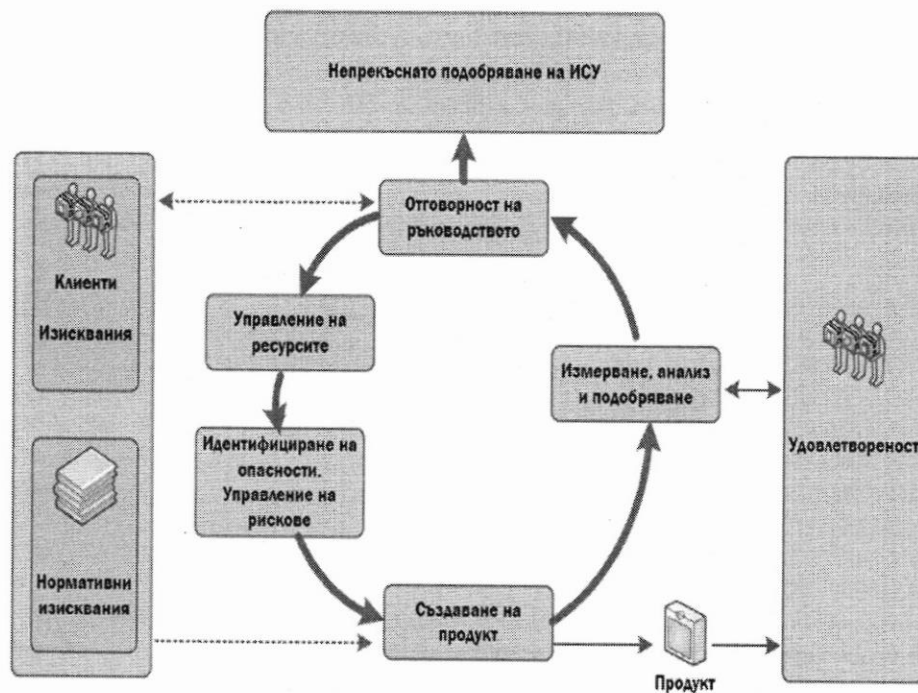 Непрекъснато подобряване на ИСУ
Отговорност на
ръководството
Клиенти
Изисквания
Управление на
ресурсите
Измерване, анализ
и подобряване
Удовлетвореност
Идентифициране на
опасности.
Управление на
рискове
Нормативни
изисквания
Създаване на
продукт
Продукт